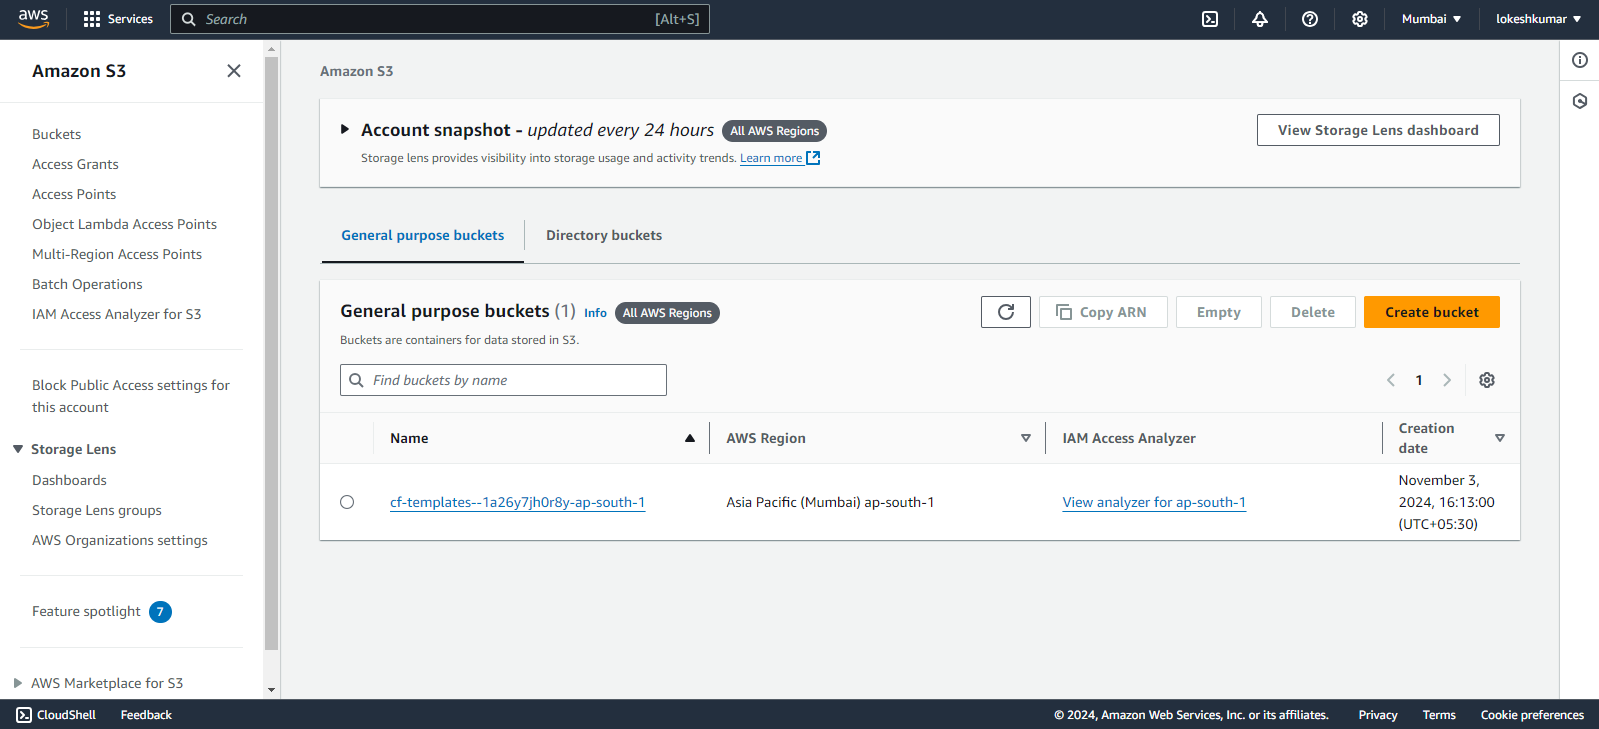 aws
Services
Search
[Alt+S]
Mumbai
lokeshkumar
Amazon S3
Buckets
Access Grants
Access Points
Object Lambda Access Points
Multi-Region Access Points
Batch Operations
IAM Access Analyzer for S3
Block Public Access settings for
this account
Storage Lens
Dashboards
Storage Lens groups
AWS Organizations settings
Feature spotlight 7
AWS Marketplace for S3
Amazon S3
Account snapshot - updated every 24 hours All AWS Regions
View Storage Lens dashboard
Storage lens provides visibility into storage usage and activity trends. Learn more
General purpose buckets
Directory buckets
General purpose buckets (1) Info All AWS Regions
Copy ARN
Empty
Delete
Create bucket
Buckets are containers for data stored in S3.
Find buckets by name
1
Name
AWS Region
IAM Access Analyzer
Creation
date
cf-templates--1a26y7jh0r8y-ap-south-1
Asia Pacific (Mumbai) ap-south-1
View analyzer for ap-south-1
November 3,
2024, 16:13:00
(UTC+05:30)
CloudShell
Feedback
© 2024, Amazon Web Services, Inc. or its affiliates.
Privacy
Terms
Cookie preferences